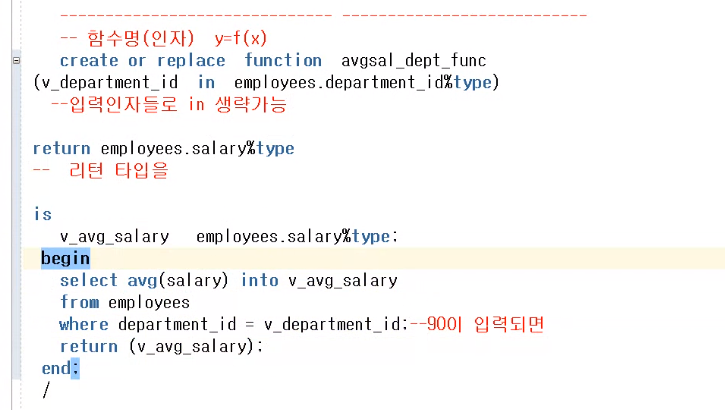 --------------------------- ---------------------------
-- 함수명(인자)  y=f(x)
create or replace  function  avgsal_dept_func
(v_department_id  in  employees.department_id%type)
--입력인자들로 in 생략가능
return employees.salary%type
--  리턴 타입을
is
v_avg_salary   employees.salary%type;
begin
select avg(salary) into v_avg_salary
from employees
where department_id = v_department_id;--90이 입력되면
return (v_avg_salary);
end;
/